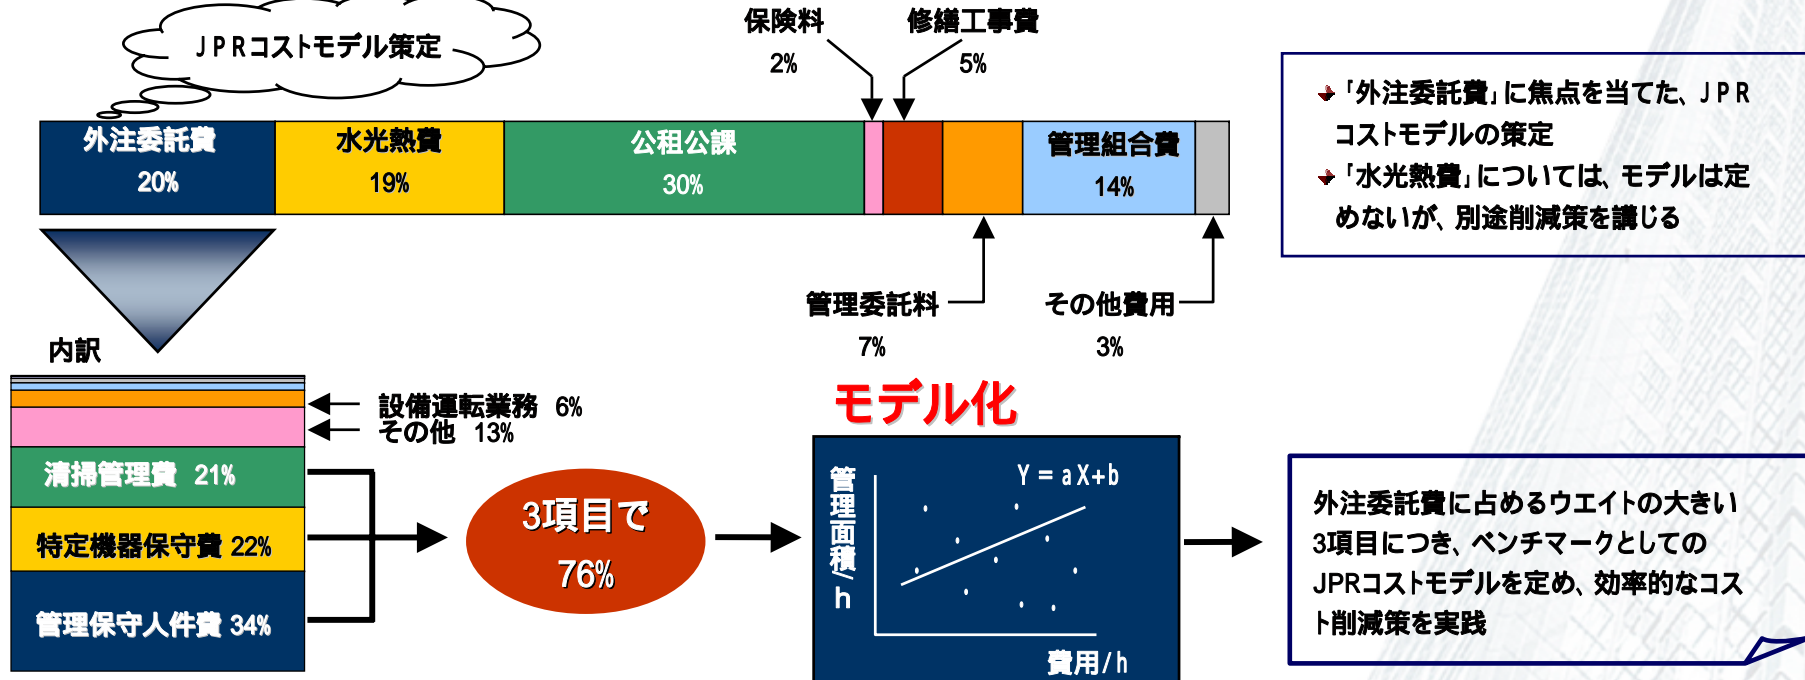 JPRコストモデル策定
保険料
2%
修繕工事費
5%
外注委託費
20%
水光熱費
19%
公租公課
30%
管理組合費
14%
管理委託料
7%
その他費用
3%
「外注委託費」に焦点を当てた、JPR
コストモデルの策定
「水光熱費」については、モデルは定
めないが、別途削減策を講じる
内訳
設備運転業務 6%
その他 13%
清掃管理費 21%
特定機器保守費 22%
管理保守人件費 34%
3項目で
76%
モデル化
管理面積/h
Y = aX+b
費用/h
外注委託費に占めるウエイトの大きい
3項目につき、ベンチマークとしての
JPRコストモデルを定め、効率的なコス
ト削減策を実践